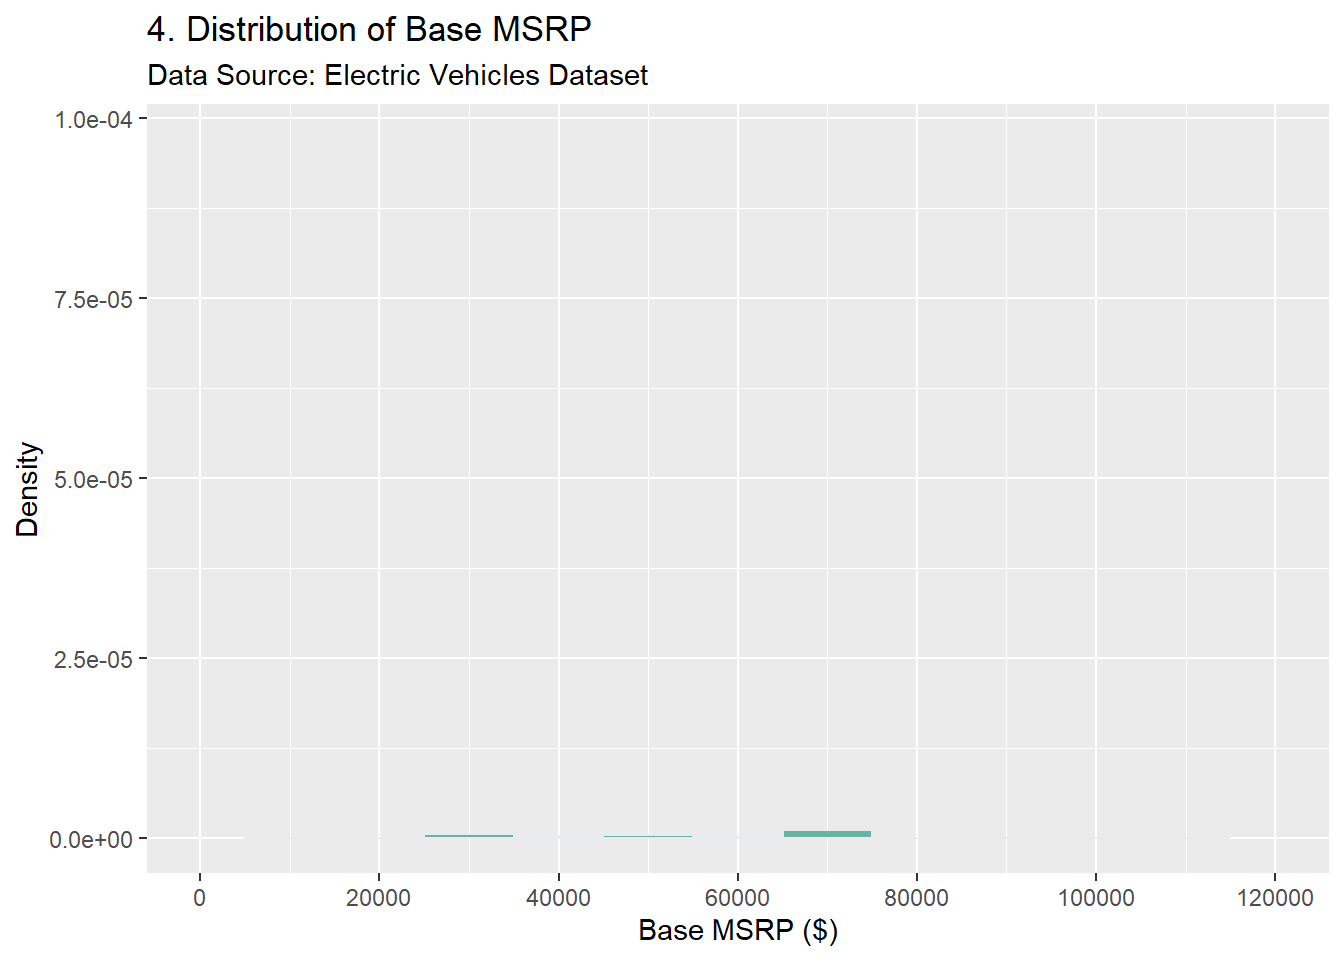 4. Distribution of Base MSRP
Data Source: Electric Vehicles Dataset
1.0e-04
7.5e-05
5.0e-05
2.5e-05
0.0e+00
Density
0 20000 40000 60000 80000 100000 120000
Base MSRP ($)